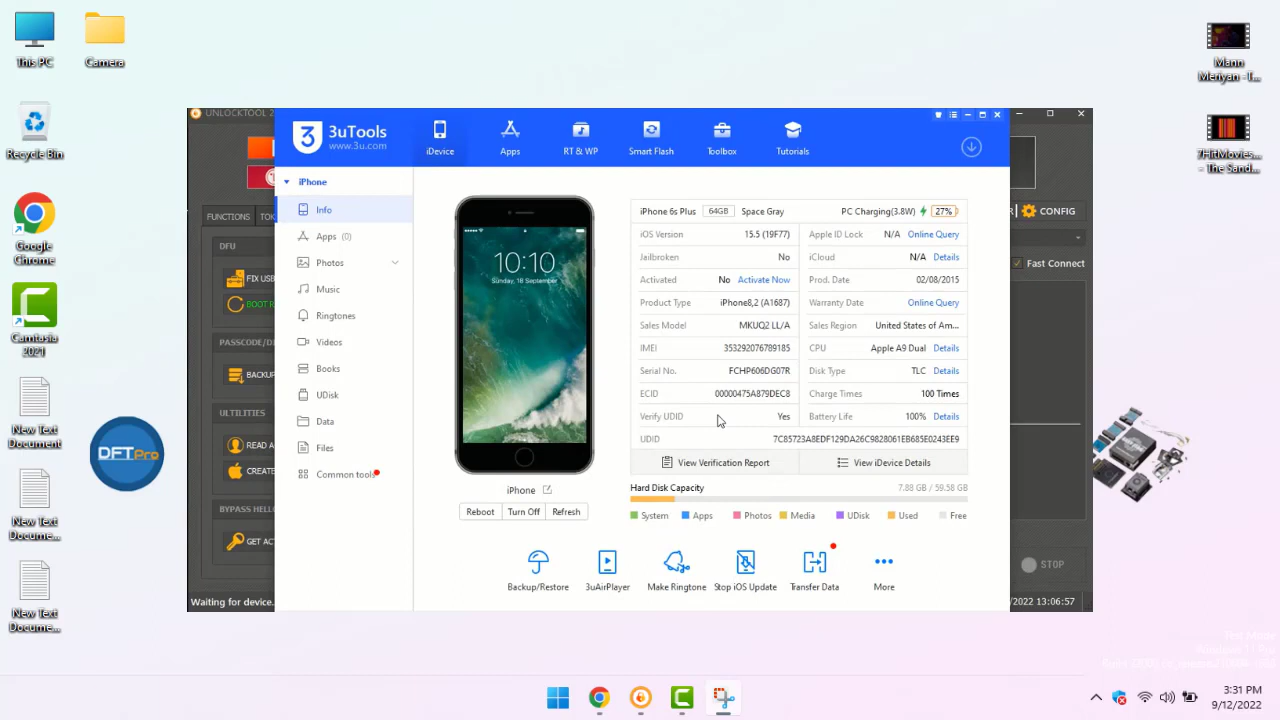 This PC
Camera
Recycle Bin
Google
Chrome
Camtasia
2021
New Text
Document
New Text
Docume...
New Text
Docume...
DFTPro
Mann
Meriyan -T...
7HitMovies...
- The Sand...
UNLOCKTOOL 2
FUNCTIONS
DFU
FIX USB
BOOT
BACKUP
ULTILITIES
READ A
CREATE
BYPASS HELL
GET AC
Waiting for device.
3uTools
www.3u.com
iDevice
Apps
RT & WP
Smart Flash
Toolbox
Tutorials
iPhone
Info
Apps (0)
Photos
Music
Ringtones
Videos
Books
UDisk
Data
Files
Common tools
10:10
Sunday, 18 September
iPhone
Reboot Turn Off Refresh
iPhone 6s Plus 64GB Space Gray PC Charging(3.8W) 27%
iOS Version 15.5 (19F77) Apple ID Lock N/A Online Query
Jailbroken No iCloud N/A Details
Activated No Activate Now Prod. Date 02/08/2015
Product Type iPhone8,2 (A1687) Warranty Date Online Query
Sales Model MKUQ2 LL/A Sales Region United States of Am...
IMEI 353292076789185 CPU Apple A9 Dual Details
Serial No. FCHP606DG07R Disk Type TLC Details
ECID 00000475A879DEC8 Charge Times 100 Times
Verify UDID Yes Battery Life 100% Details
UDID 7C85723A8EDF129DA26C9828061EB685E0243EE9
View Verification Report View iDevice Details
Hard Disk Capacity 7.88 GB / 59.58 GB
System Apps Photos Media UDisk Used Free
Backup/Restore 3uAirPlayer Make Ringtone Stop iOS Update Transfer Data More
CONFIG
Fast Connect
STOP
/2022 13:06:57
Test Mode
3:31 PM
9/12/2022